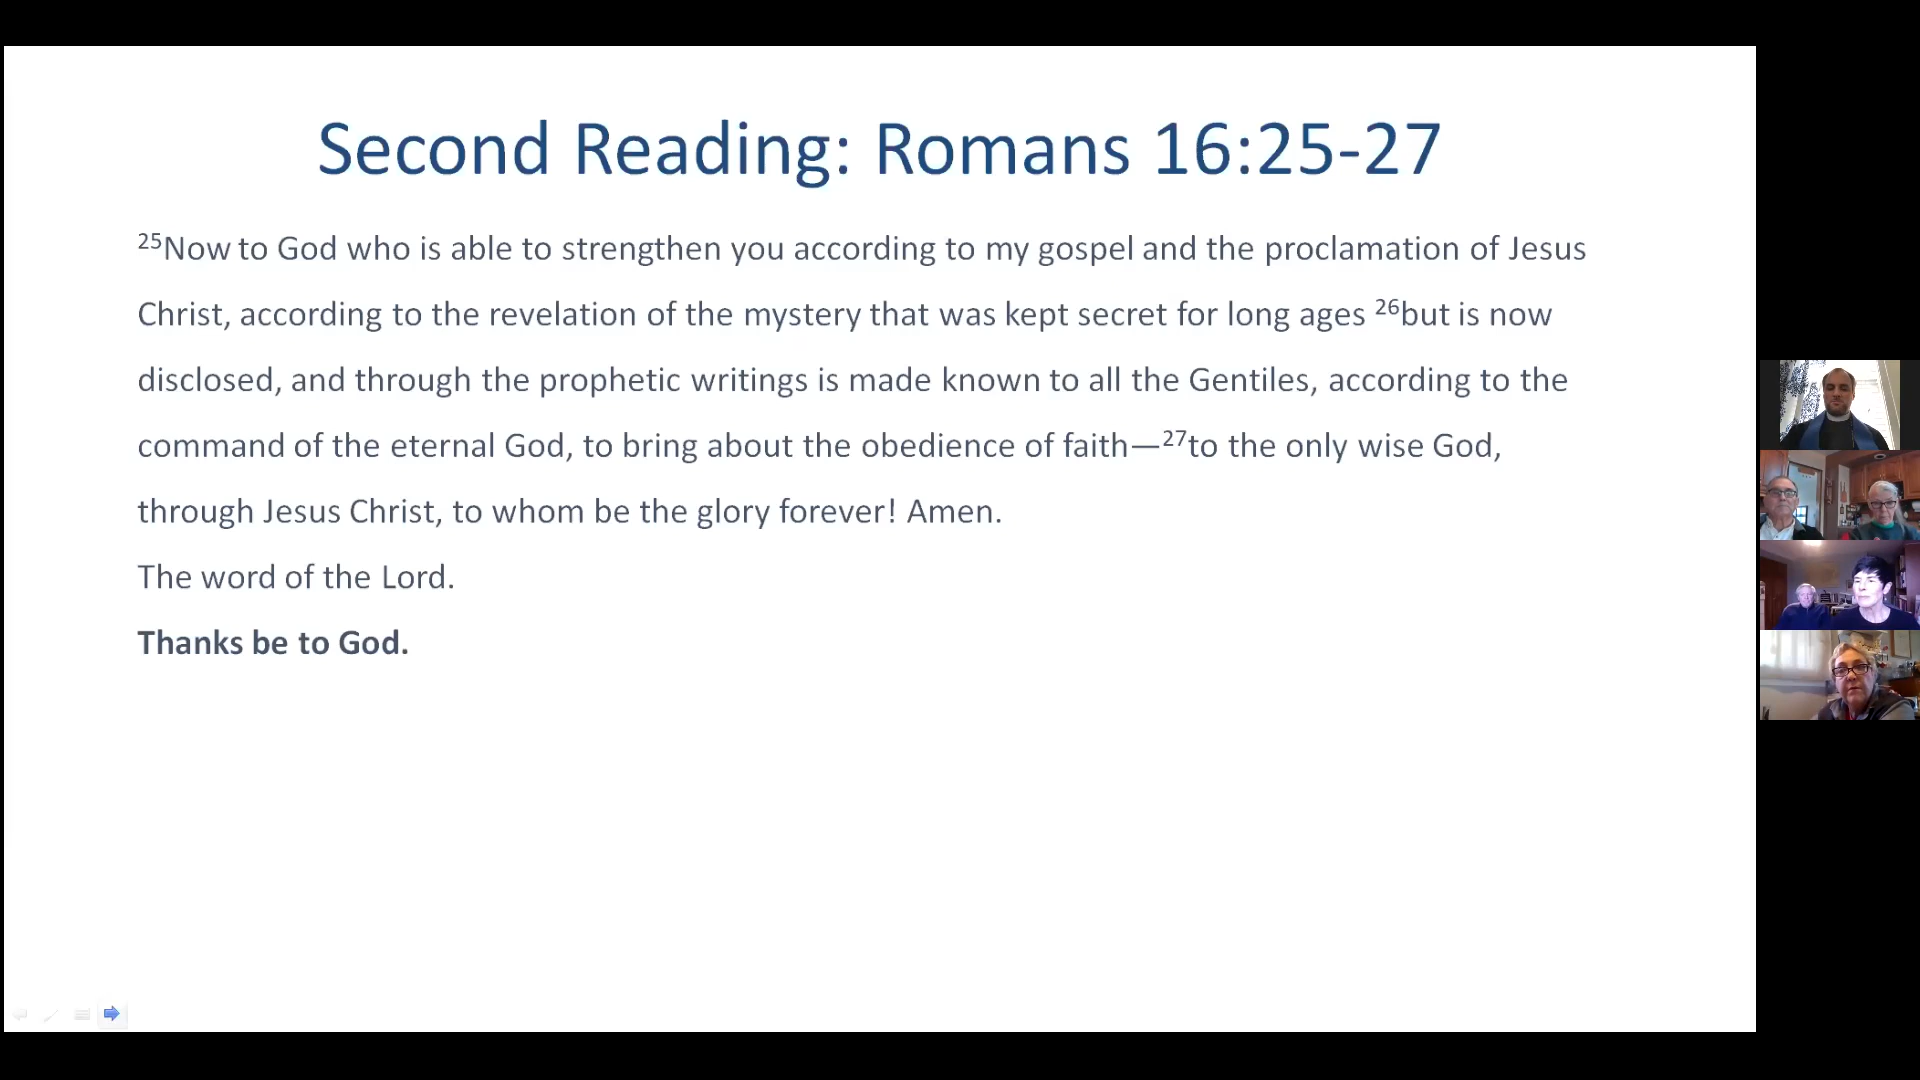 Second Reading: Romans 16:25-27
25Now to God who is able to strengthen you according to my gospel and the proclamation of Jesus
Christ, according to the revelation of the mystery that was kept secret for long ages 26but is now
disclosed, and through the prophetic writings is made known to all the Gentiles, according to the
command of the eternal God, to bring about the obedience of faith—27to the only wise God,
through Jesus Christ, to whom be the glory forever! Amen.
The word of the Lord.
Thanks be to God.